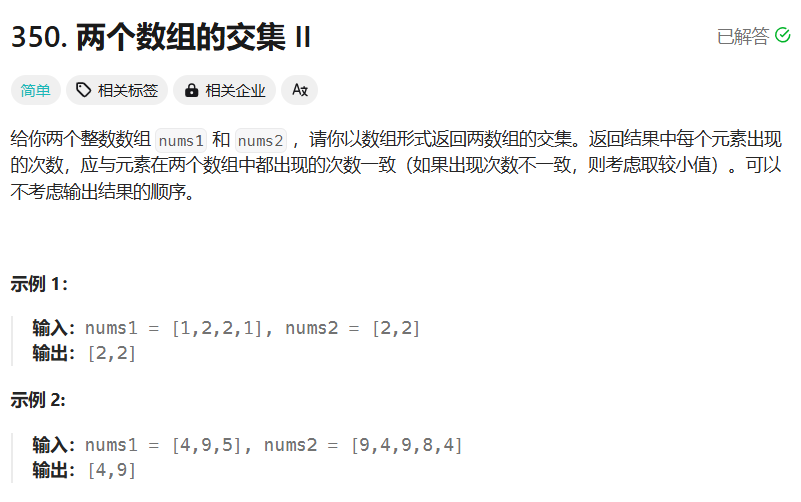 350. 两个数组的交集 II
已解答
简单 相关标签 相关企业 Aず
给你两个整数数组 nums1 和 nums2 ，请你以数组形式返回两数组的交集。返回结果中每个元素出现
的次数，应与元素在两个数组中都出现的次数一致（如果出现次数不一致，则考虑取较小值）。可以
不考虑输出结果的顺序。
示例 1：
输入：nums1 = [1,2,2,1], nums2 = [2,2]
输出：[2,2]
示例 2:
输入：nums1 = [4,9,5], nums2 = [9,4,9,8,4]
输出：[4,9]